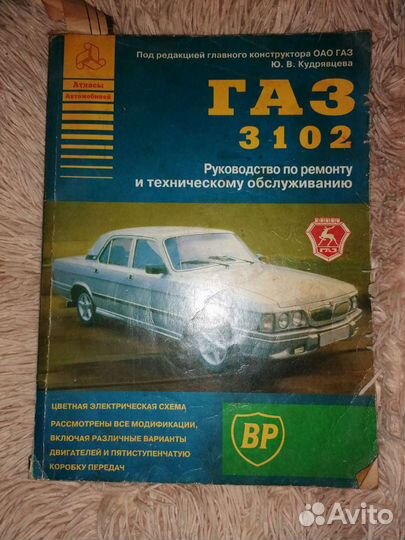 Под редакцией главного конструктора ОАО ГАЗ
Ю. В. Кудрявцева
Атласы
Автомобилей
ГАЗ
3102
Руководство по ремонту
и техническому обслуживанию
ГАЗ
ЦВЕТНАЯ ЭЛЕКТРИЧЕСКАЯ СХЕМА
РАССМОТРЕНЫ ВСЕ МОДИФИКАЦИИ,
ВКЛЮЧАЯ РАЗЛИЧНЫЕ ВАРИАНТЫ
ДВИГАТЕЛЕЙ И ПЯТИСТУПЕНЧАТУЮ
КОРОБКУ ПЕРЕДАЧ
BP
Avito